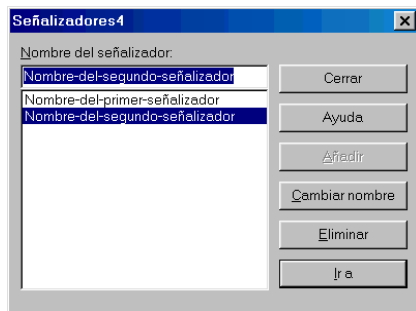 Señalizadores4
Nombre del señalizador:
Nombre-del-segundo-señalizador
Nombre-del-primer-señalizador
Nombre-del-segundo-señalizador
Cerrar
Ayuda
Añadir
Cambiar nombre
Eliminar
Ir a